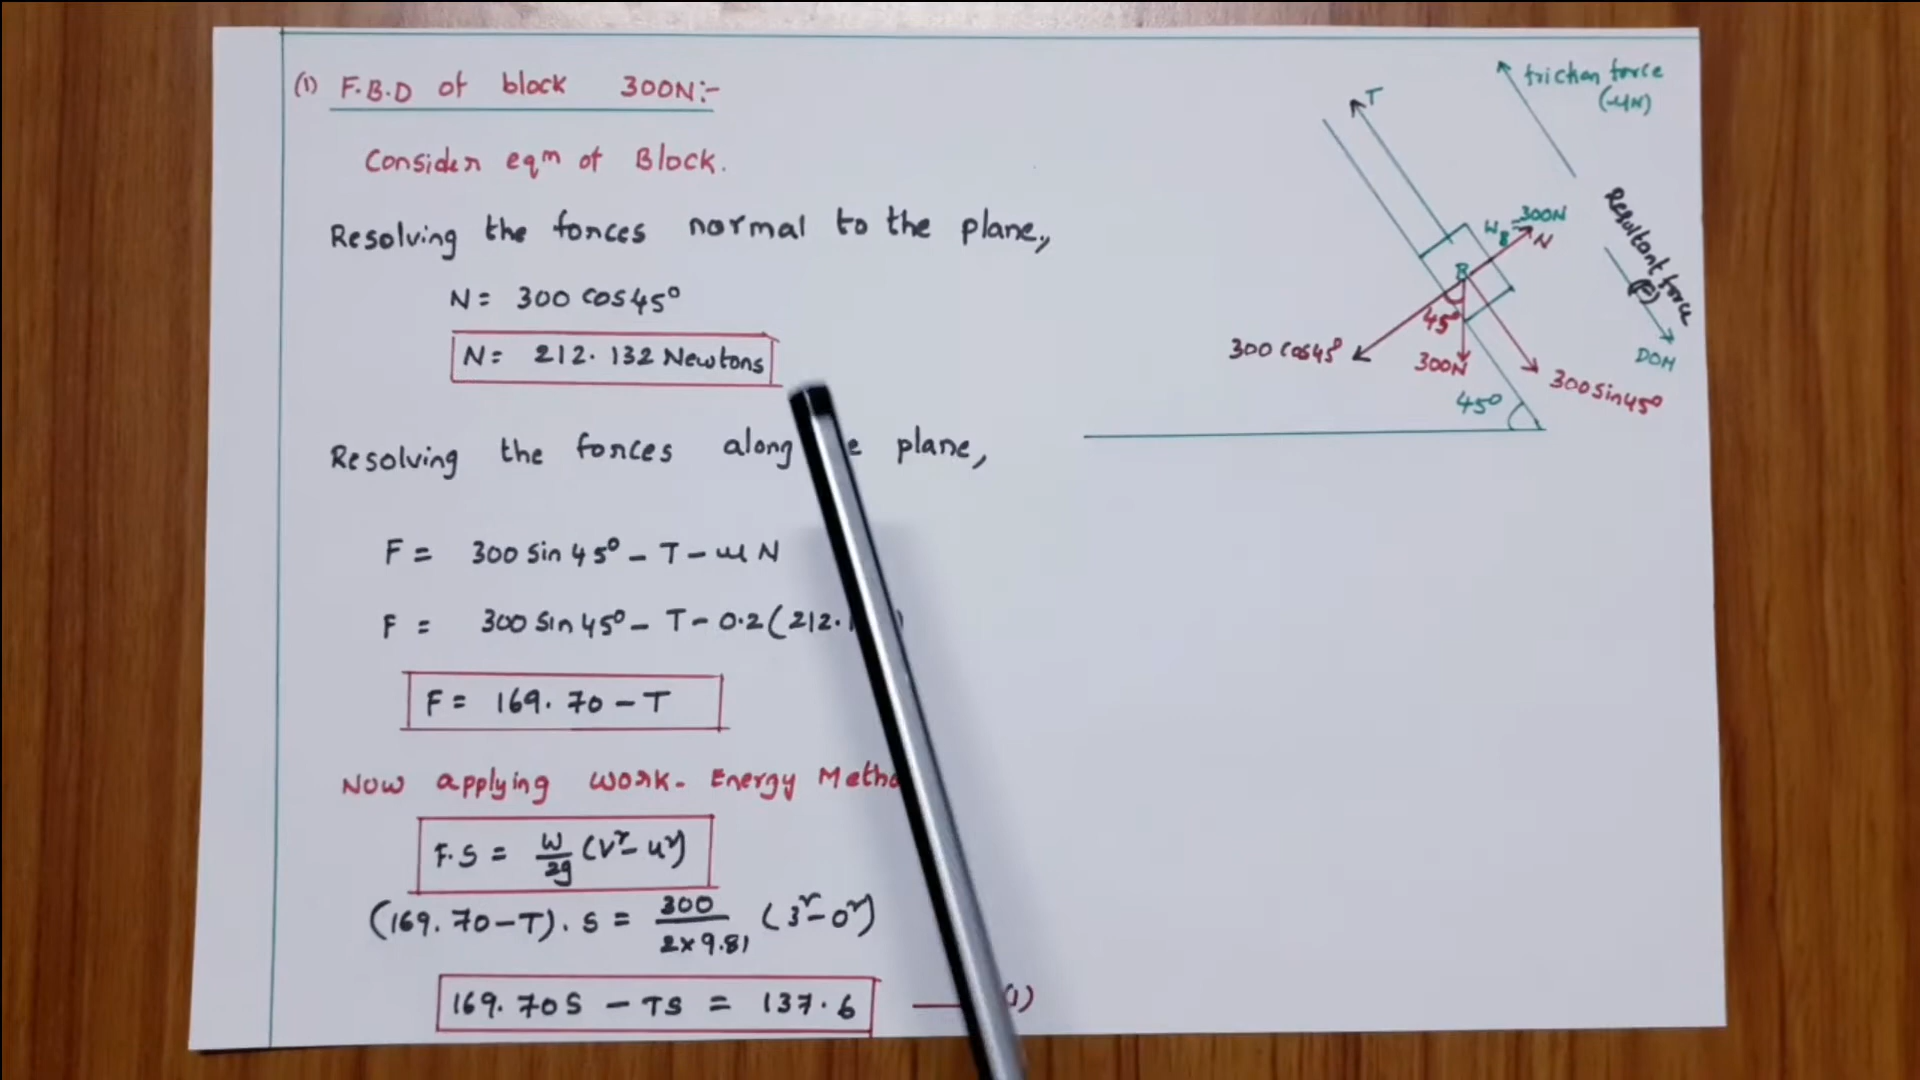 (1) F.B.D of block 300N:-
Consider eqm of Block.
Resolving the forces normal to the plane,
N = 300 cos45°
N = 212.132 Newtons
Resolving the forces along plane,
F = 300 sin 45° - T - μN
F = 300 sin 45° - T - 0.2(212.
F = 169.70 - T
Now applying work-Energy
F.S = W/2g (V² - u²)
(169.70 - T). S = 300/2×9.81 (3² - 0²)
169.70S - TS = 137.6 (1)
friction force
(μN)
T
WB = 300N
N
B
45°
300 cos45°
300N
300 sin45°
45°
Resultant force
(F)
DOM